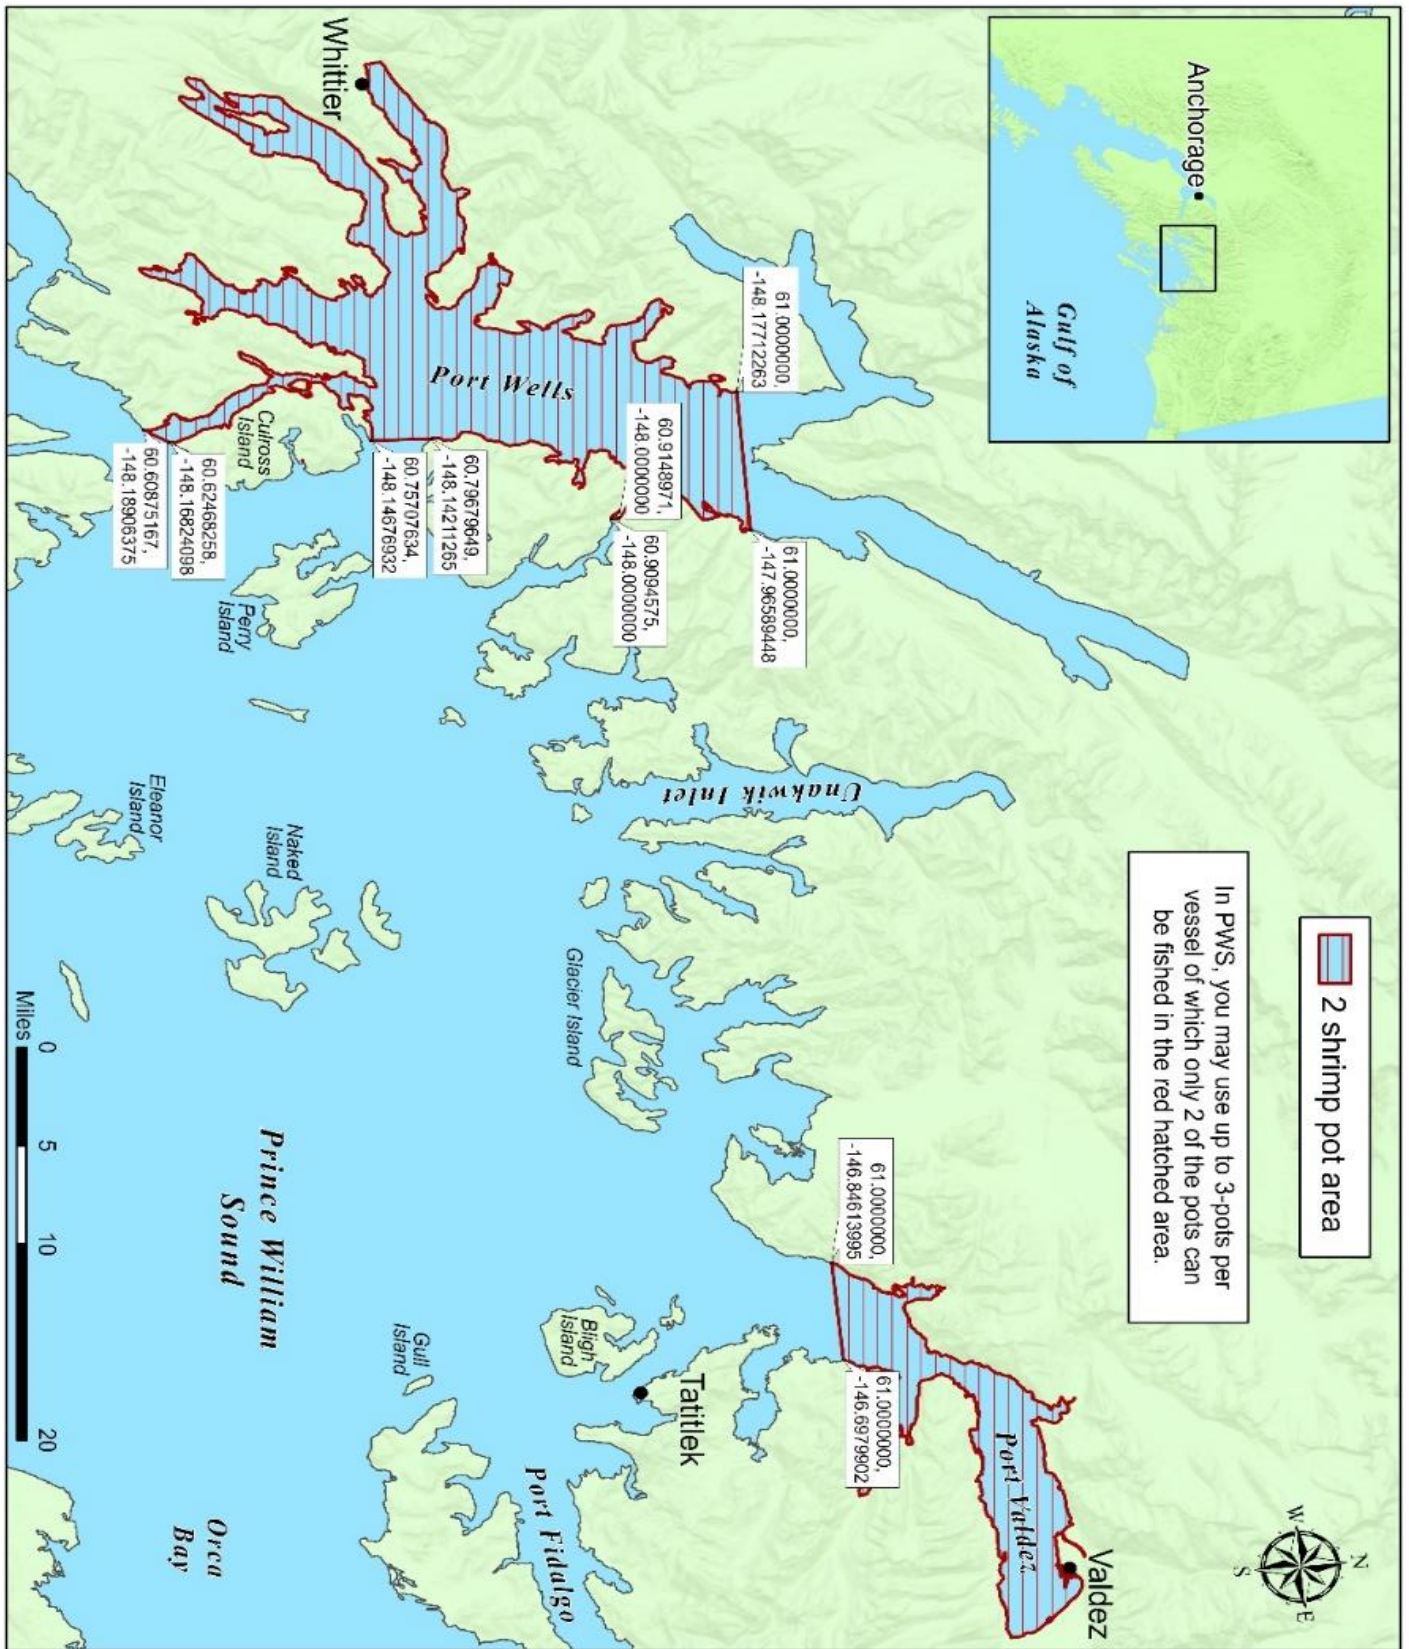 Anchorage
Gulf of
Alaska
2 shrimp pot area
In PWS, you may use up to 3-pots per
vessel of which only 2 of the pots can
be fished in the red hatched area.
N
W
E
S
61.0000000,
-148.17712263
61.0000000,
-147.96589448
60.9148971,
-148.0000000
60.9094575,
-148.0000000
60.79679649,
-148.14211265
60.75707634,
-148.14676932
60.62468258,
-148.16824098
60.60875167,
-148.18906375
61.0000000,
-146.84613995
61.0000000,
-146.6979902
Whittier
Port Wells
Culross
Island
Perry
Island
Unakwik Inlet
Eleanor
Island
Naked
Island
Glacier Island
Valdez
Port Valdez
Bligh
Island
Tatitlek
Gull
Island
Port Fidalgo
Prince William
Sound
Orca
Bay
0 5 10 20
Miles